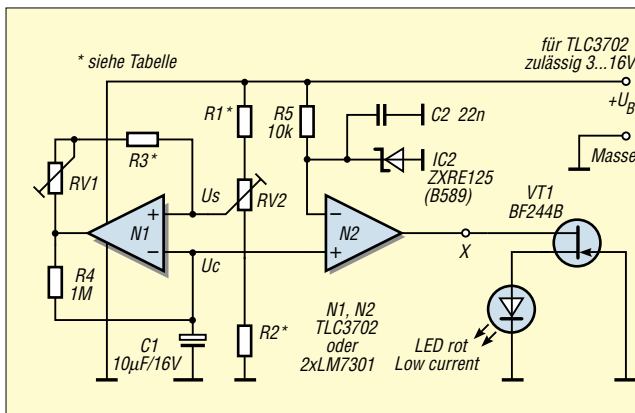 * siehe Tabelle
für TLC3702
zulässig 3...16V
+UB
Masse
R1*
R5
10k
C2 22n
R3*
IC2
ZXRE125
(B589)
RV1
Us
RV2
VT1
BF244B
+
N1
−
−
N2
+
Uc
X
R4
1M
C1
10µF/16V
R2*
N1, N2
TLC3702
oder
2xLM7301
LED rot
Low current